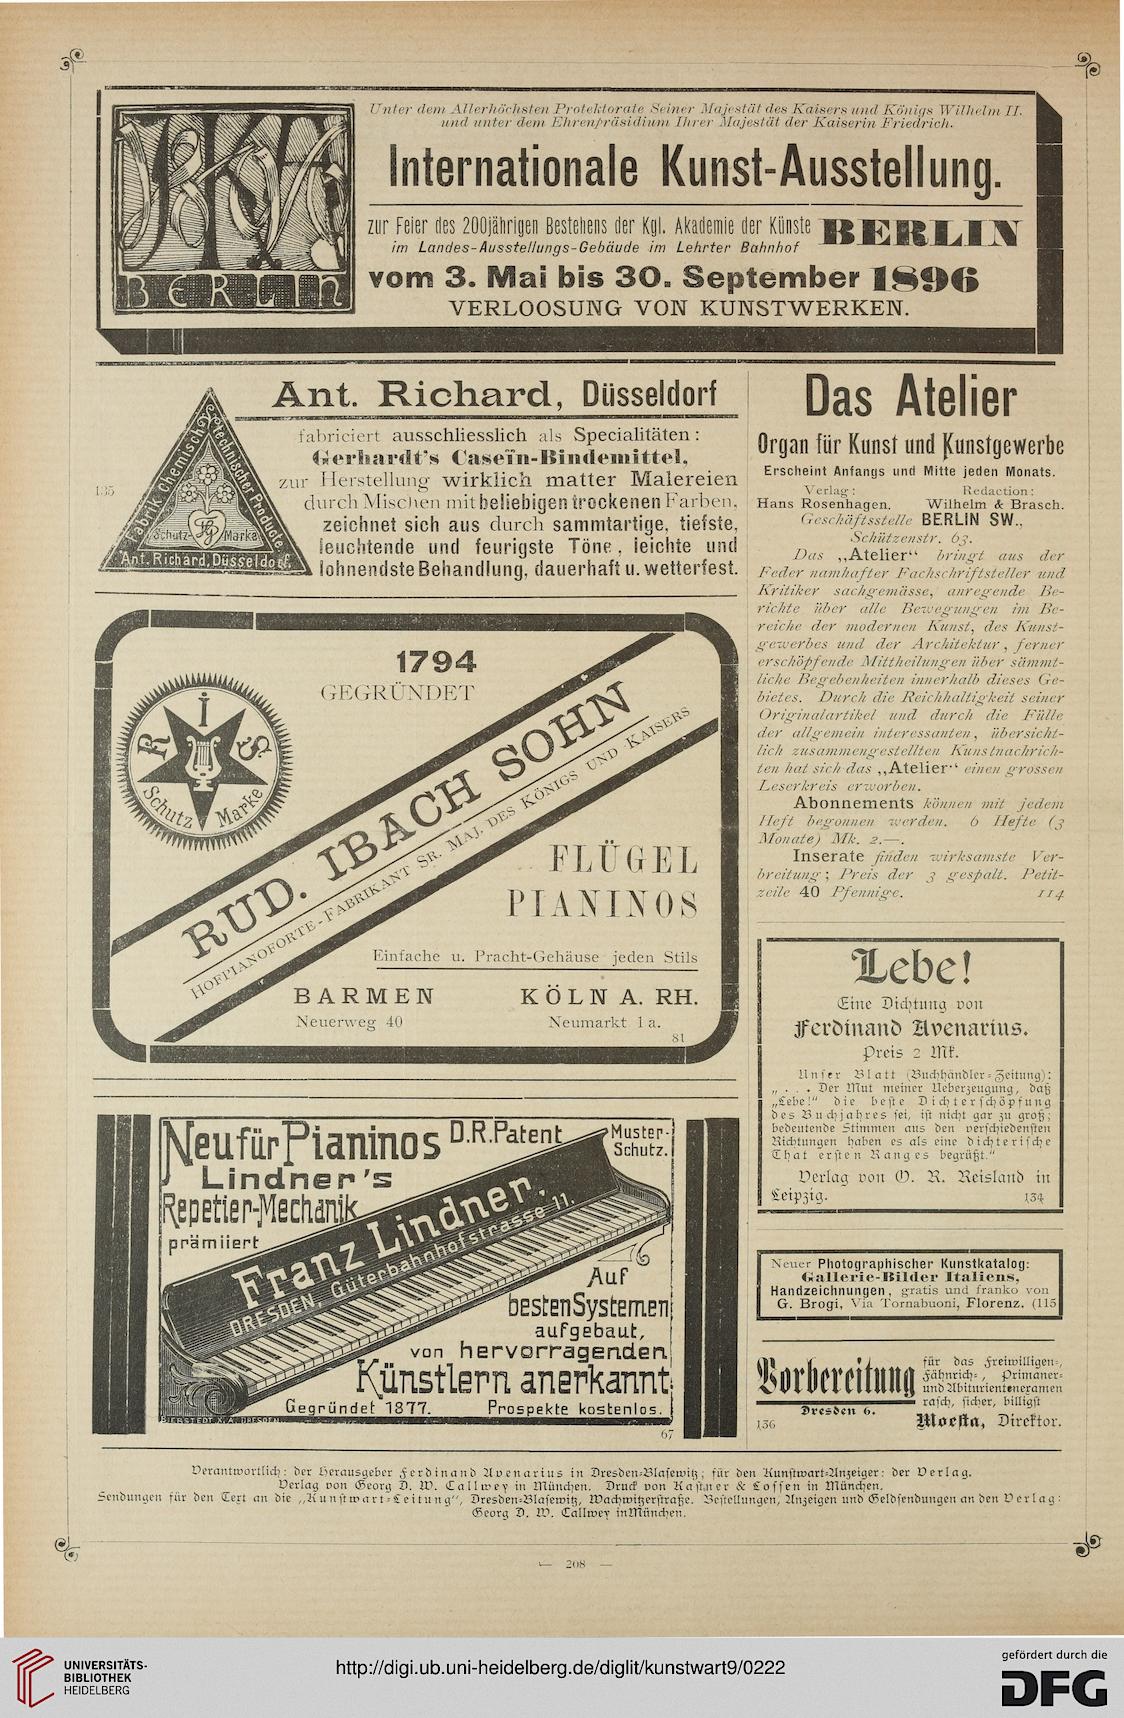 Unter dem Allerhöchsten Protektorate Seiner Majestät des Kaisers und Königs Wilhelm II.
und unter dem Ehrenpräsidium Ihrer Majestät der Kaiserin Friedrich.
Internationale Kunst-Ausstellung.
zur Feier des 200jährigen Bestehens der Kgl. Akademie der Künste BERLIN
im Landes-Ausstellungs-Gebäude im Lehrter Bahnhof
vom 3. Mai bis 30. September 1896
VERLOOSUNG VON KUNSTWERKEN.
JBKA
BERLIN
Ant. Richard, Düsseldorf
fabriciert ausschliesslich als Specialitäten:
Gerhardt's Caseïn-Bindemittel,
zur Herstellung wirklich matter Malereien
durch Mischen mit beliebigen trockenen Farben,
zeichnet sich aus durch sammtartige, tiefste,
leuchtende und feurigste Töne, leichte und
lohnendste Behandlung, dauerhaft u. wetterfest.
135
Fabrik chemisch technischer Producte
Schutz Marke
Ant. Richard, Düsseldorf.
1794
GEGRÜNDET
IRIS
Schutz Marke
RUD. IBACH SOHN
HOFPIANOFORTE-FABRIKANT SR. MAJ. DES KÖNIGS UND KAISERS
FLÜGEL
PIANINOS
Einfache u. Pracht-Gehäuse jeden Stils
BARMEN KÖLN A. RH.
Neuerweg 40 Neumarkt 1 a.
81
Neu für Pianinos D.R.Patent Muster-
Schutz.
Lindner's
Repetier-Mechanik
prämiiert
Franz Lindner.
DRESDEN, Güterbahnhofstrasse 11.
Auf
besten Systemen
aufgebaut,
von hervorragenden
Künstlern anerkannt.
Gegründet 1877. Prospekte kostenlos.
BIERSTEDT X.A. DRESDEN
67
Das Atelier
Organ für Kunst und Kunstgewerbe
Erscheint Anfangs und Mitte jeden Monats.
Verlag: Redaction:
Hans Rosenhagen. Wilhelm & Brasch.
Geschäftsstelle BERLIN SW.,
Schützenstr. 63.
Das „Atelier“ bringt aus der
Feder namhafter Fachschriftsteller und
Kritiker sachgemässe, anregende Be-
richte über alle Bewegungen im Be-
reiche der modernen Kunst, des Kunst-
gewerbes und der Architektur, ferner
erschöpfende Mittheilungen über sämmt-
liche Begebenheiten innerhalb dieses Ge-
bietes. Durch die Reichhaltigkeit seiner
Originalartikel und durch die Fülle
der allgemein interessanten, übersicht-
lich zusammengestellten Kunstnachrich-
ten hat sich das „Atelier“ einen grossen
Leserkreis erworben.
Abonnements können mit jedem
Heft begonnen werden. 6 Hefte (3
Monate) Mk. 2.—.
Inserate finden wirksamste Ver-
breitung; Preis der 3 gespalt. Petit-
zeile 40 Pfennige. 114
Lebe!
Eine Dichtung von
Ferdinand Avenarius.
Preis 2 Mk.
Unser Blatt (Buchhändler-Zeitung):
„ . . . Der Mut meiner Ueberzeugung, daß
„Lebe!“ die beste Dichterschöpfung
des Buchjahres sei, ist nicht gar zu groß;
bedeutende Stimmen aus den verschiedensten
Richtungen haben es als eine dichterische
That ersten Ranges begrüßt.“
Verlag von O. R. Reisland in
Leipzig. 134
Neuer Photographischer Kunstkatalog:
Gallerie-Bilder Italiens,
Handzeichnungen, gratis und franko von
G. Brogi, Via Tornabuoni, Florenz. (115
Vorbereitung für das Freiwilligen-,
Fähnrich-, Primaner-
und Abiturientenexamen
rasch, sicher, billigst
Dresden 6.
136 Moesta, Direktor.
Verantwortlich: der Herausgeber Ferdinand Avenarius in Dresden-Blasewitz; für den Kunstwart-Anzeiger: der Verlag.
Verlag von Georg D. W. Callwey in München. Druck von Kastner & Lossen in München.
Sendungen für den Text an die „Kunstwart-Leitung“, Dresden-Blasewitz, Wachwitzerstraße. Bestellungen, Anzeigen und Geldsendungen an den Verlag:
Georg D. W. Callwey in München.
— 208 —
UNIVERSITÄTS-
BIBLIOTHEK
HEIDELBERG
http://digi.ub.uni-heidelberg.de/diglit/kunstwart9/0222
gefördert durch die
DFG